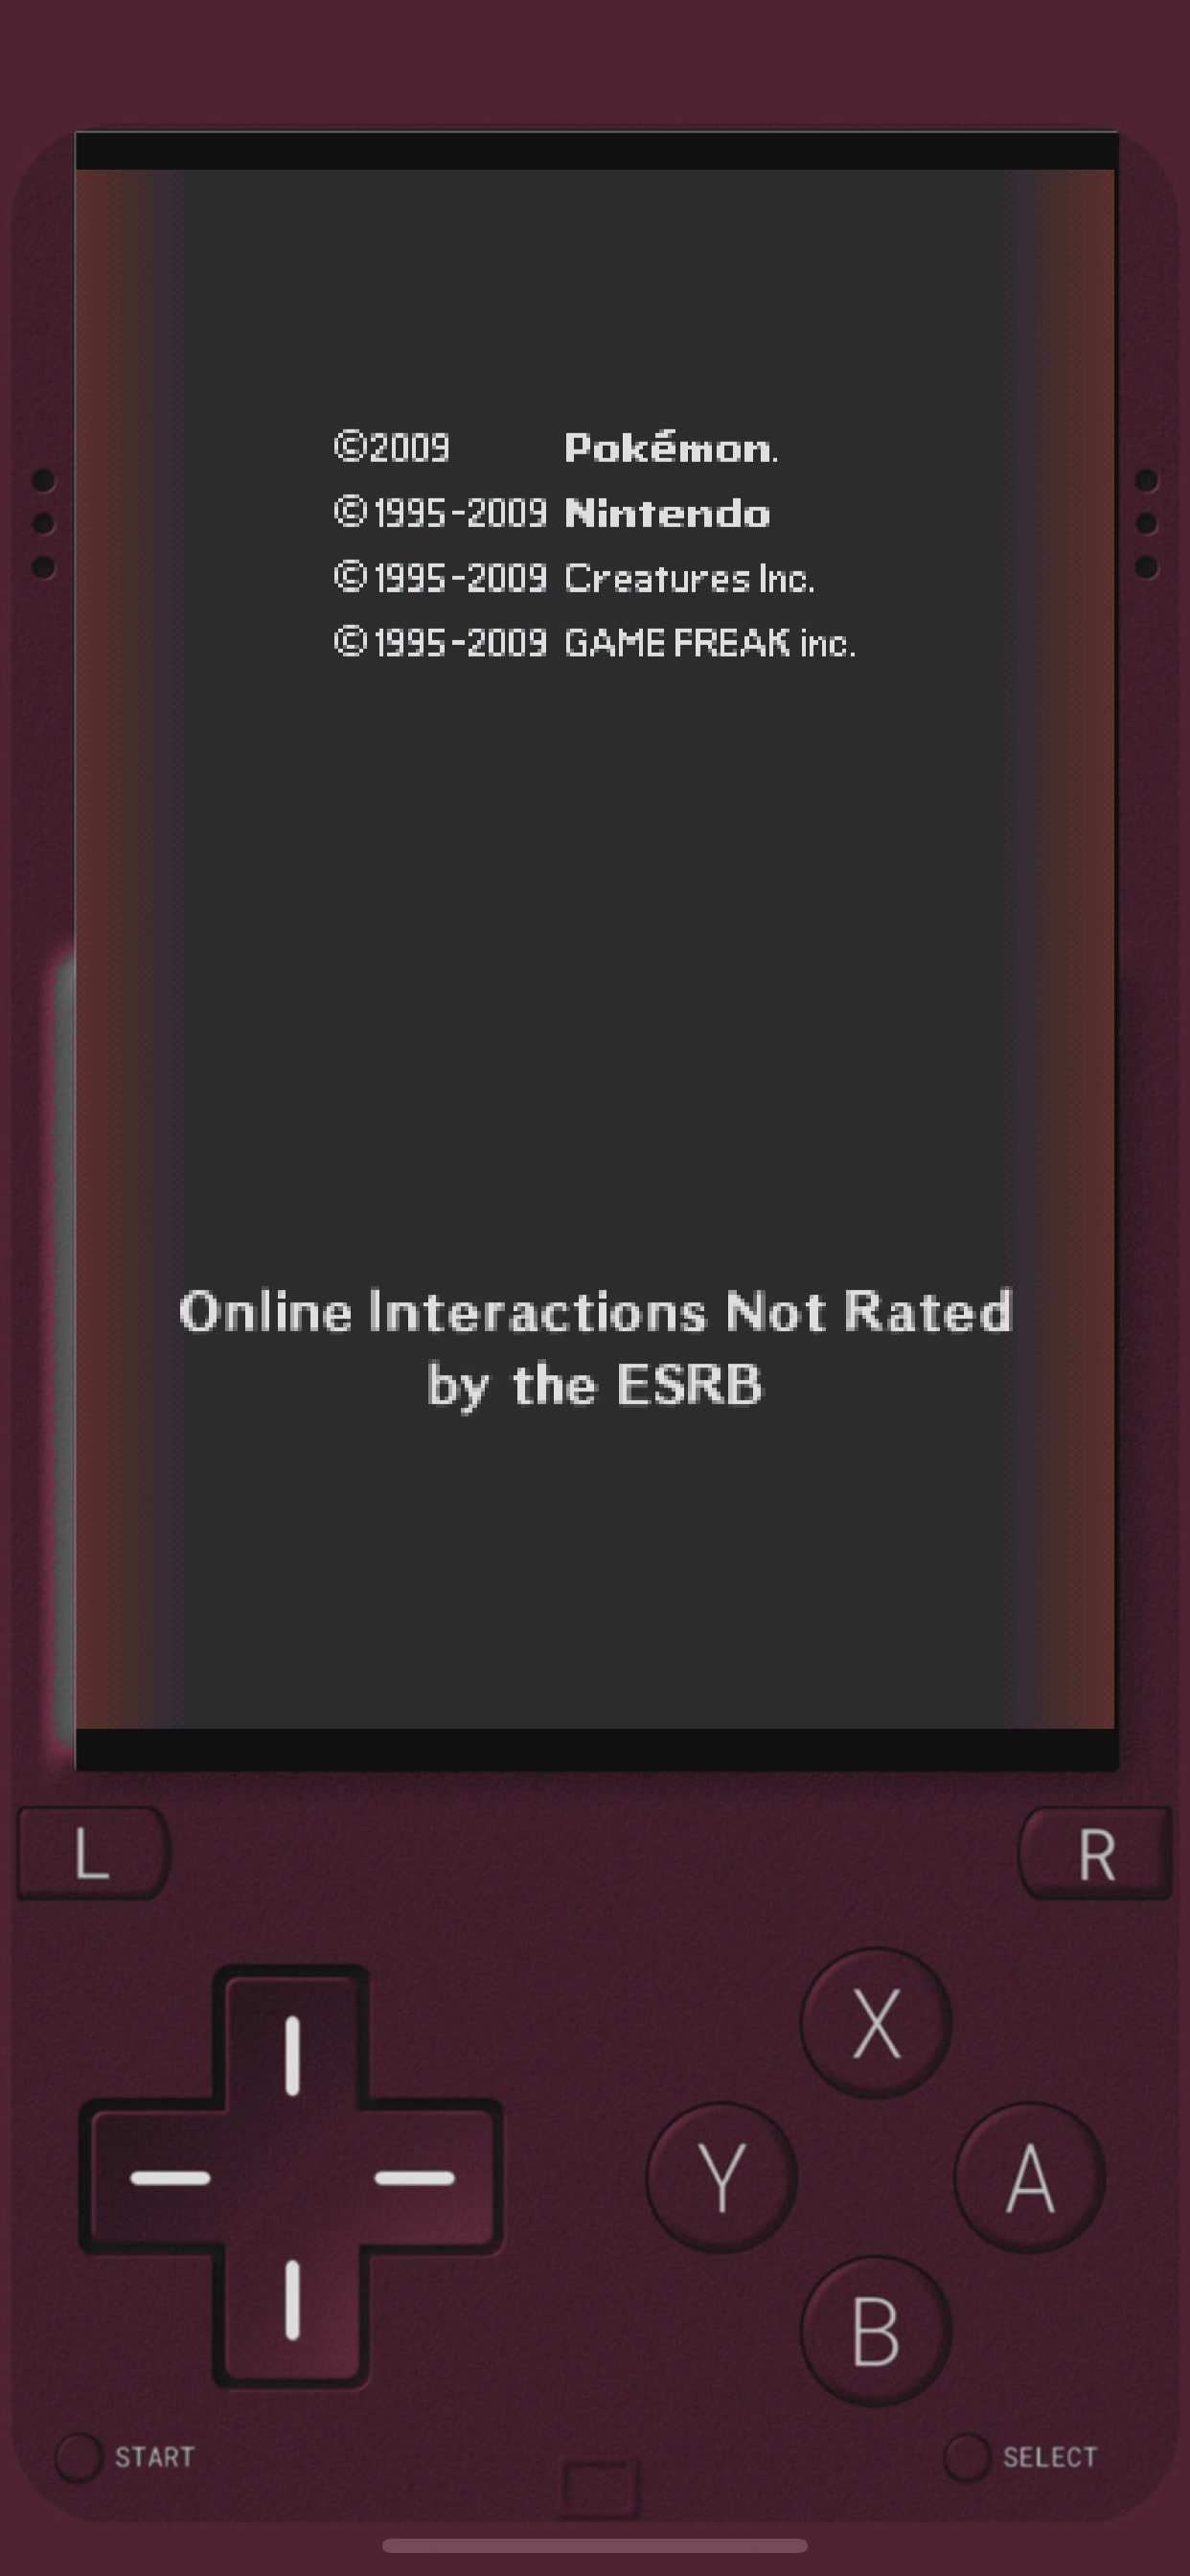 ©2009 Pokémon.
©1995-2009 Nintendo
©1995-2009 Creatures Inc.
©1995-2009 GAME FREAK inc.
Online Interactions Not Rated
by the ESRB
L R
X
Y A
B
START SELECT